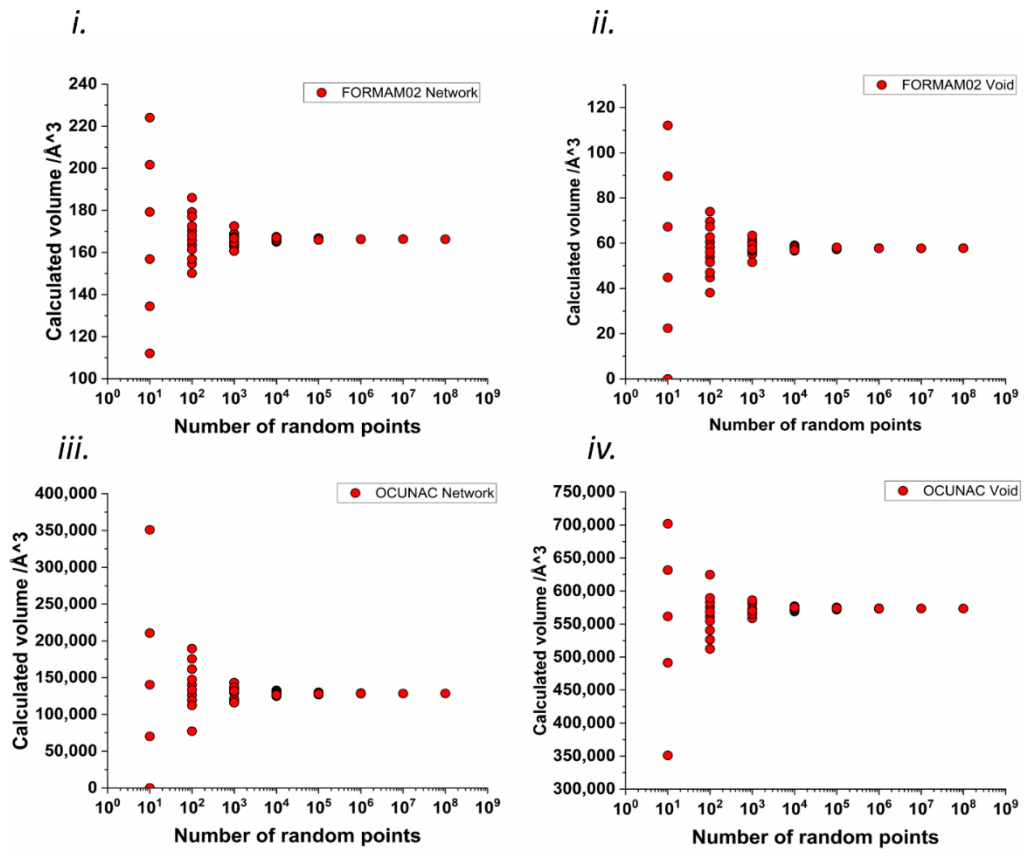 i.
FORMAM02 Network
240
220
200
180
160
140
120
100
Calculated volume /Å^3
10^0 10^1 10^2 10^3 10^4 10^5 10^6 10^7 10^8 10^9
Number of random points
ii.
FORMAM02 Void
120
100
80
60
40
20
0
Calculated volume /Å^3
10^0 10^1 10^2 10^3 10^4 10^5 10^6 10^7 10^8 10^9
Number of random points
iii.
OCUNAC Network
400,000
350,000
300,000
250,000
200,000
150,000
100,000
50,000
0
Calculated volume /Å^3
10^0 10^1 10^2 10^3 10^4 10^5 10^6 10^7 10^8 10^9
Number of random points
iv.
OCUNAC Void
750,000
700,000
650,000
600,000
550,000
500,000
450,000
400,000
350,000
300,000
Calculated volume /Å^3
10^0 10^1 10^2 10^3 10^4 10^5 10^6 10^7 10^8 10^9
Number of random points